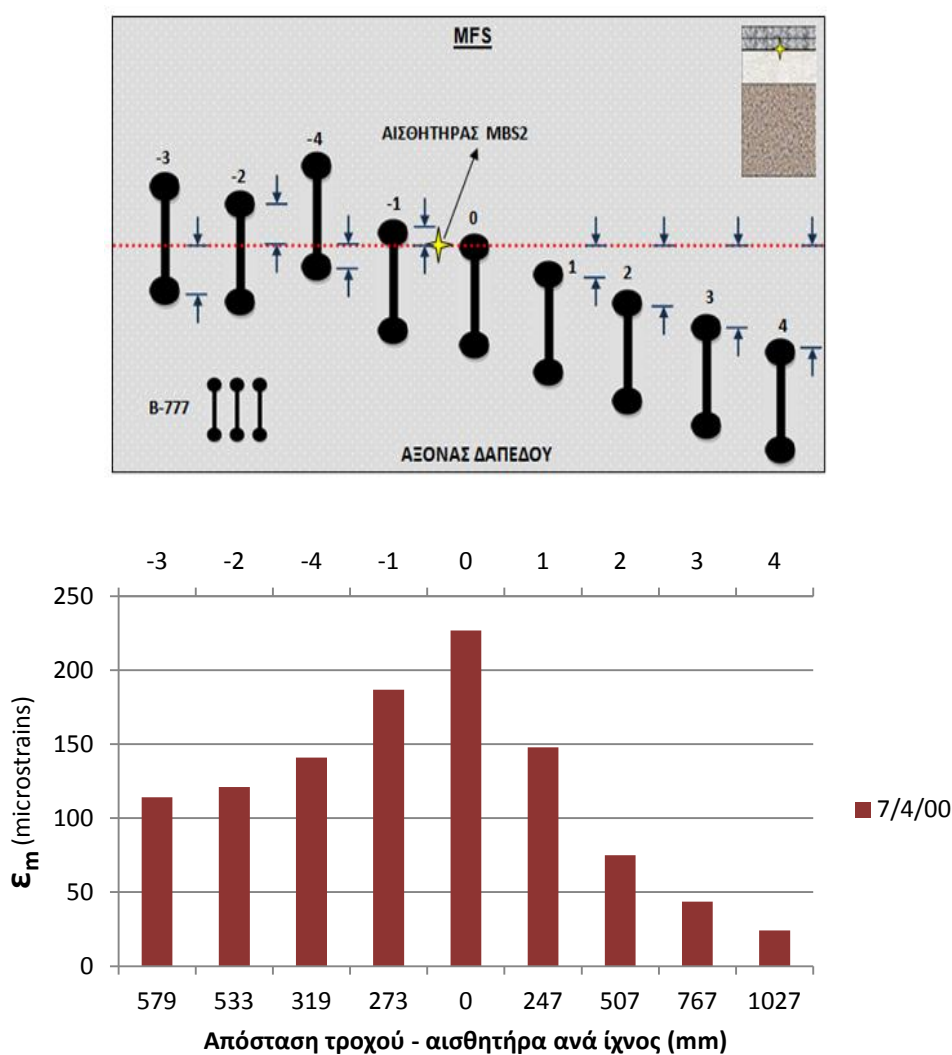 MFS
ΑΙΣΘΗΤΗΡΑΣ MBS2
-4
-3
-2
-1
0
1
2
3
4
B-777
ΑΞΟΝΑΣ ΔΑΠΕΔΟΥ
-3 -2 -4 -1 0 1 2 3 4
250
200
150
100
50
0
εm (microstrains)
7/4/00
579 533 319 273 0 247 507 767 1027
Απόσταση τροχού - αισθητήρα ανά ίχνος (mm)